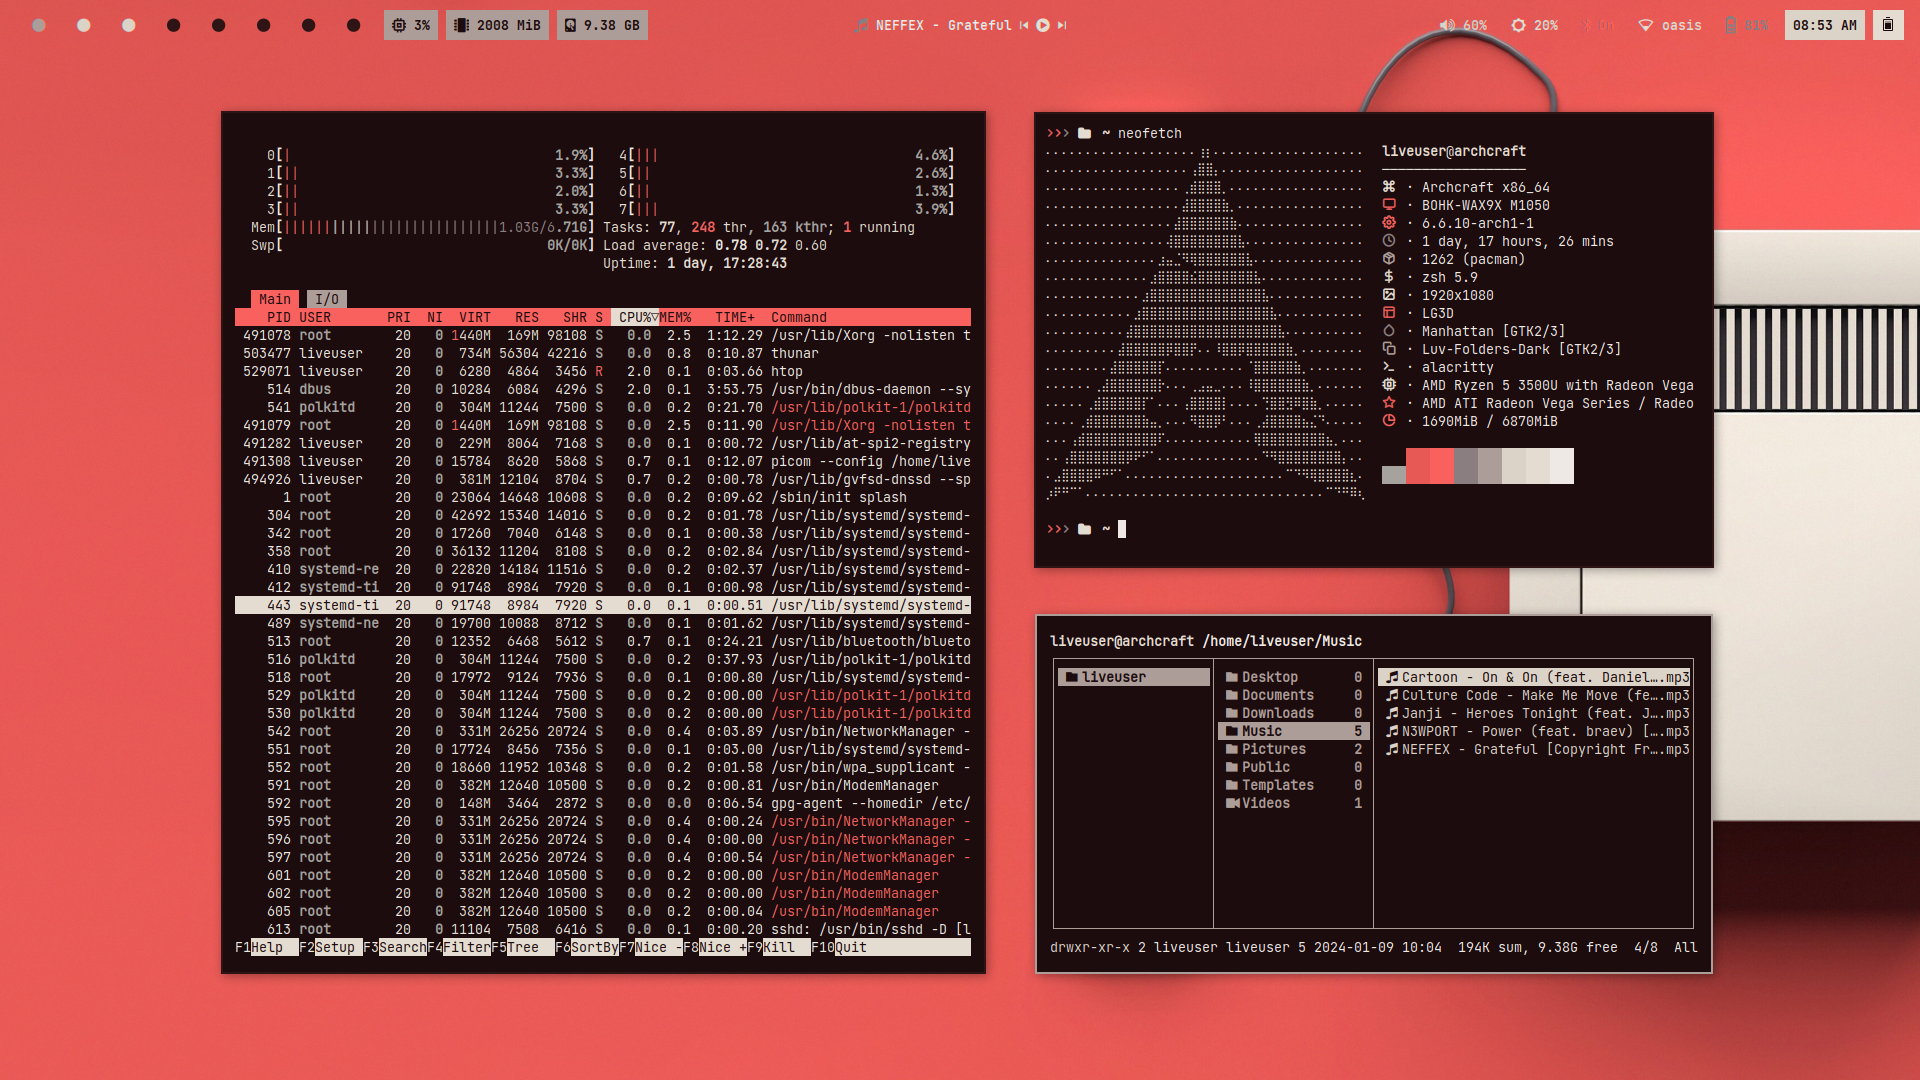 3% 2008 MiB 9.38 GB NEFFEX - Grateful 60% 20% On oasis 81% 08:53 AM
0[| 1.9%] 4[||| 4.6%]
1[|| 3.3%] 5[|| 2.6%]
2[|| 2.0%] 6[|| 1.3%]
3[|| 3.3%] 7[||| 3.9%]
Mem[|||||||||||||||||||||||||||1.03G/6.71G] Tasks: 77, 248 thr, 163 kthr; 1 running
Swp[ 0K/0K] Load average: 0.78 0.72 0.60
Uptime: 1 day, 17:28:43
Main I/O
PID USER PRI NI VIRT RES SHR S CPU%▽MEM% TIME+ Command
491078 root 20 0 1440M 169M 98108 S 0.0 2.5 1:12.29 /usr/lib/Xorg -nolisten t
503477 liveuser 20 0 734M 56304 42216 S 0.0 0.8 0:10.87 thunar
529071 liveuser 20 0 6280 4864 3456 R 2.0 0.1 0:03.66 htop
514 dbus 20 0 10284 6084 4296 S 2.0 0.1 3:53.75 /usr/bin/dbus-daemon --sy
541 polkitd 20 0 304M 11244 7500 S 0.0 0.2 0:21.70 /usr/lib/polkit-1/polkitd
491079 root 20 0 1440M 169M 98108 S 0.0 2.5 0:11.90 /usr/lib/Xorg -nolisten t
491282 liveuser 20 0 229M 8064 7168 S 0.0 0.1 0:00.72 /usr/lib/at-spi2-registry
491308 liveuser 20 0 15784 8620 5868 S 0.7 0.1 0:12.07 picom --config /home/live
494926 liveuser 20 0 381M 12104 8704 S 0.7 0.2 0:00.78 /usr/lib/gvfsd-dnssd --sp
1 root 20 0 23064 14648 10608 S 0.0 0.2 0:09.62 /sbin/init splash
304 root 20 0 42692 15340 14016 S 0.0 0.2 0:01.78 /usr/lib/systemd/systemd-
342 root 20 0 17260 7040 6148 S 0.0 0.1 0:00.38 /usr/lib/systemd/systemd-
358 root 20 0 36132 11204 8108 S 0.0 0.2 0:02.84 /usr/lib/systemd/systemd-
410 systemd-re 20 0 22820 14184 11516 S 0.0 0.2 0:02.37 /usr/lib/systemd/systemd-
412 systemd-ti 20 0 91748 8984 7920 S 0.0 0.1 0:00.98 /usr/lib/systemd/systemd-
443 systemd-ti 20 0 91748 8984 7920 S 0.0 0.1 0:00.51 /usr/lib/systemd/systemd-
489 systemd-ne 20 0 19700 10088 8712 S 0.0 0.1 0:01.62 /usr/lib/systemd/systemd-
513 root 20 0 12352 6468 5612 S 0.7 0.1 0:24.21 /usr/lib/bluetooth/blueto
516 polkitd 20 0 304M 11244 7500 S 0.0 0.2 0:37.93 /usr/lib/polkit-1/polkitd
518 root 20 0 17972 9124 7936 S 0.0 0.1 0:00.80 /usr/lib/systemd/systemd-
529 polkitd 20 0 304M 11244 7500 S 0.0 0.2 0:00.00 /usr/lib/polkit-1/polkitd
530 polkitd 20 0 304M 11244 7500 S 0.0 0.2 0:00.00 /usr/lib/polkit-1/polkitd
542 root 20 0 331M 26256 20724 S 0.0 0.4 0:03.89 /usr/bin/NetworkManager -
551 root 20 0 17724 8456 7356 S 0.0 0.1 0:03.00 /usr/lib/systemd/systemd-
552 root 20 0 18660 11952 10348 S 0.0 0.2 0:01.58 /usr/bin/wpa_supplicant -
591 root 20 0 382M 12640 10500 S 0.0 0.2 0:00.81 /usr/bin/ModemManager
592 root 20 0 148M 3464 2872 S 0.0 0.0 0:06.54 gpg-agent --homedir /etc/
595 root 20 0 331M 26256 20724 S 0.0 0.4 0:00.24 /usr/bin/NetworkManager -
596 root 20 0 331M 26256 20724 S 0.0 0.4 0:00.00 /usr/bin/NetworkManager -
597 root 20 0 331M 26256 20724 S 0.0 0.4 0:00.54 /usr/bin/NetworkManager -
601 root 20 0 382M 12640 10500 S 0.0 0.2 0:00.00 /usr/bin/ModemManager
602 root 20 0 382M 12640 10500 S 0.0 0.2 0:00.00 /usr/bin/ModemManager
605 root 20 0 382M 12640 10500 S 0.0 0.2 0:00.04 /usr/bin/ModemManager
613 root 20 0 11104 7508 6416 S 0.0 0.1 0:00.20 sshd: /usr/bin/sshd -D [l
F1Help F2Setup F3SearchF4FilterF5Tree F6SortByF7Nice -F8Nice +F9Kill F10Quit
~ neofetch
liveuser@archcraft
· Archcraft x86_64
· BOHK-WAX9X M1050
· 6.6.10-arch1-1
· 1 day, 17 hours, 26 mins
· 1262 (pacman)
$ · zsh 5.9
· 1920x1080
· LG3D
· Manhattan [GTK2/3]
· Luv-Folders-Dark [GTK2/3]
· alacritty
· AMD Ryzen 5 3500U with Radeon Vega
· AMD ATI Radeon Vega Series / Radeo
· 1690MiB / 6870MiB
~
liveuser@archcraft /home/liveuser/Music
liveuser
Desktop 0
Documents 0
Downloads 0
Music 5
Pictures 2
Public 0
Templates 0
Videos 1
Cartoon - On & On (feat. Daniel….mp3
Culture Code - Make Me Move (fe….mp3
Janji - Heroes Tonight (feat. J….mp3
N3WPORT - Power (feat. braev) [….mp3
NEFFEX - Grateful [Copyright Fr….mp3
drwxr-xr-x 2 liveuser liveuser 5 2024-01-09 10:04 194K sum, 9.38G free 4/8 All